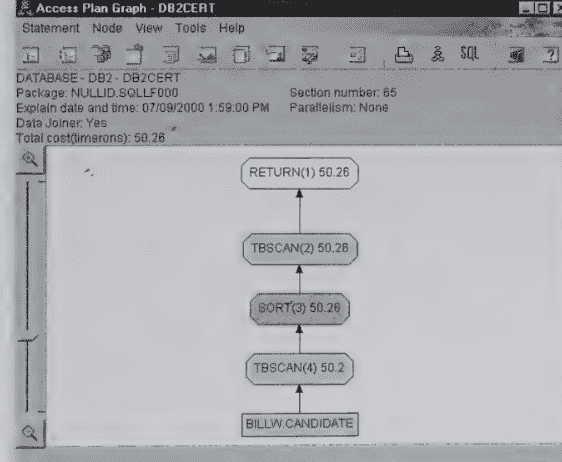 Access Plan Graph - DB2CERT
Statement Node View Tools Help
SQL ?
DATABASE - DB2 - DB2CERT
Package: NULLID.SQLLF000 Section number: 65
Explain date and time: 07/09/2000 1:59:00 PM Parallelism: None
Data Joiner: Yes
Total cost(timerons): 50.26
RETURN(1) 50.26
TBSCAN(2) 50.26
SORT(3) 50.26
TBSCAN(4) 50.2
BILLW.CANDIDATE